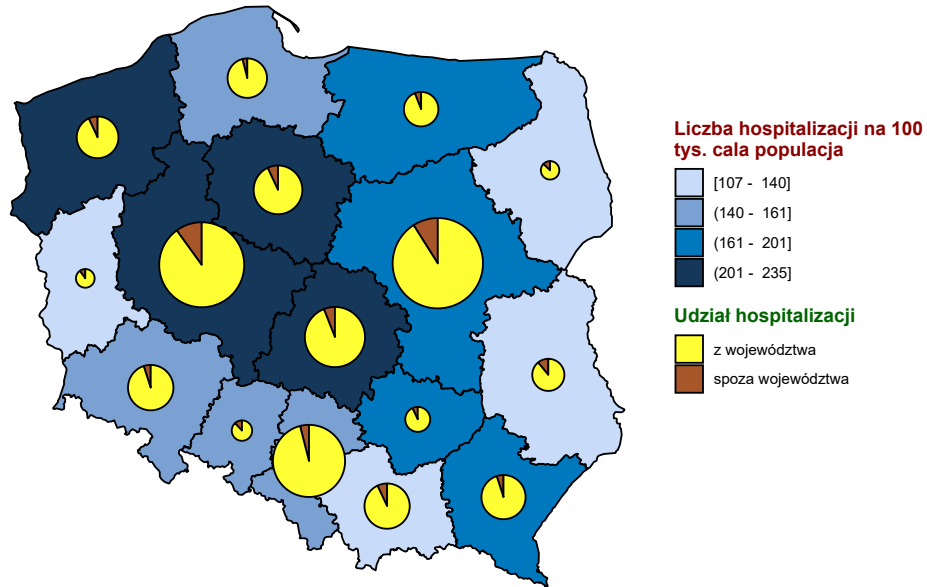 Liczba hospitalizacji na 100
tys. cala populacja
[107 - 140]
(140 - 161]
(161 - 201]
(201 - 235]
Udział hospitalizacji
z województwa
spoza województwa